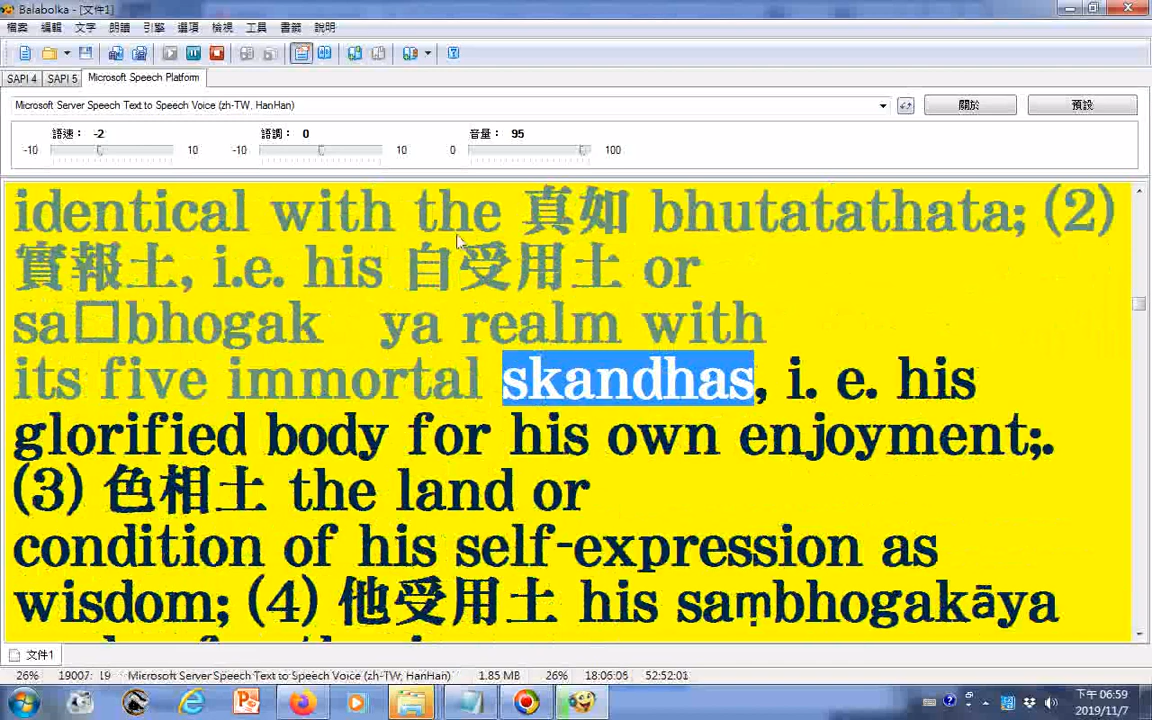 Balabolka - [文件1]
檔案 編輯 文字 朗讀 引擎 選項 檢視 工具 書籤 說明
SAPI 4 SAPI 5 Microsoft Speech Platform
Microsoft Server Speech Text to Speech Voice (zh-TW, HanHan) 關於 預設
語速： -2 語調： 0 音量： 95
-10 10 -10 10 0 100
identical with the 真如 bhutatathata; (2)
實報土, i.e. his 自受用土 or
sa□bhogak ya realm with
its five immortal skandhas, i. e. his
glorified body for his own enjoyment;.
(3) 色相土 the land or
condition of his self-expression as
wisdom; (4) 他受用土 his saṃbhogakāya
文件1
26% 19007: 19 Microsoft Server Speech Text to Speech Voice (zh-TW, HanHan) 1.85 MB 26% 18:05:05 52:52:01
下午 06:59
2019/11/7